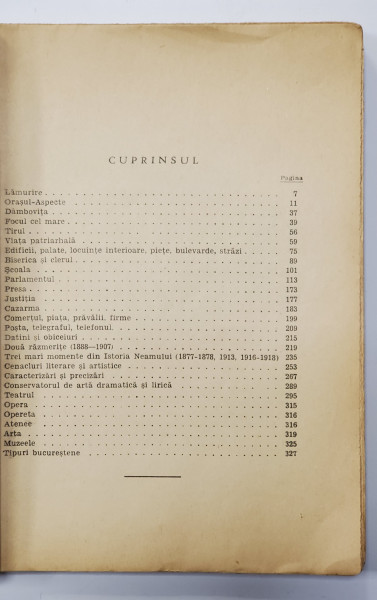 CUPRINSUL
Pagina
Lămurire 7
Orașul-Aspecte 11
Dâmbovița 37
Focul cel mare 39
Tirul 56
Viața patriarhală 59
Edificii, palate, locuințe interioare, piețe, bulevarde, străzi 75
Biserica și clerul 89
Școala 101
Parlamentul 113
Presa 173
Justiția 177
Cazarma 183
Comerțul, piața, prăvălii, firme 199
Poșta, telegraful, telefonul 209
Datini și obiceiuri 215
Două răzmerițe (1888—1907) 219
Trei mari momente din Istoria Neamului (1877-1878, 1913, 1916-1918) 235
Cenacluri literare și artistice 253
Caracterizări și precizări 267
Conservatorul de artă dramatică și lirică 289
Teatrul 295
Opera 315
Opereta 316
Atenee 316
Arta 319
Muzeele 325
Tipuri bucureștene 327